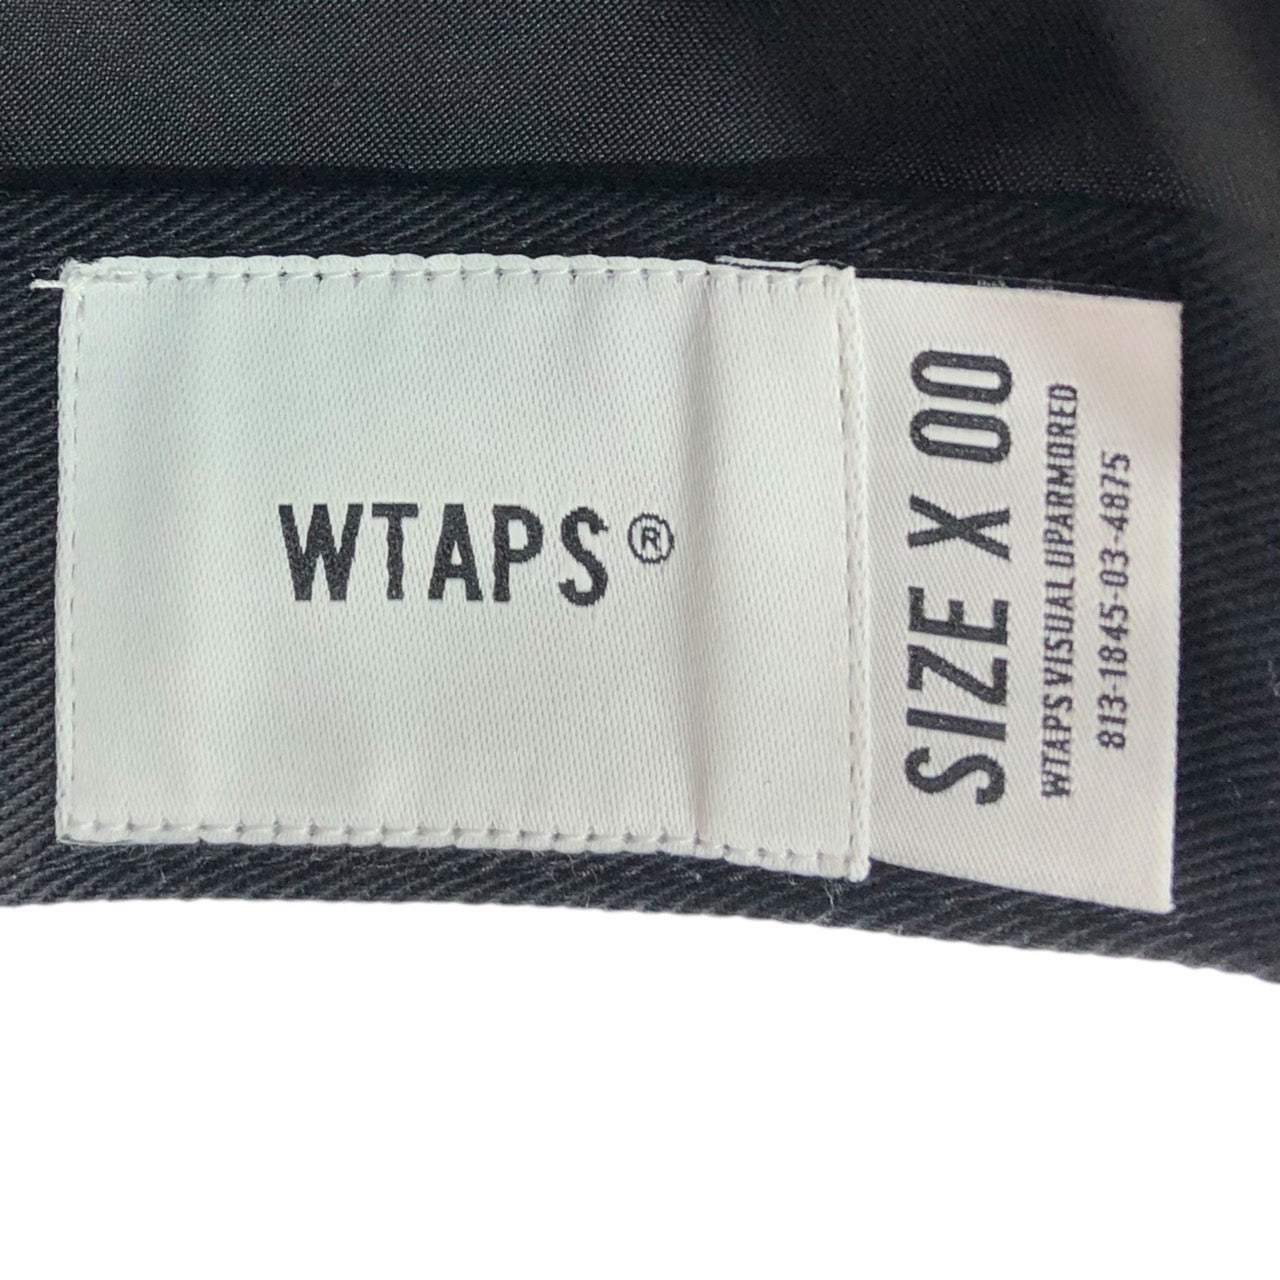 WTAPS®
SIZE X 00
WTAPS VISUAL UPARMORED
813-1845-03-4875